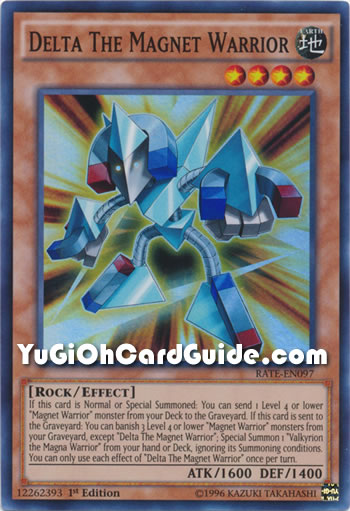 DELTA THE MAGNET WARRIOR
EARTH
地
YuGiOhCardGuide.com
RATE-EN097
[ROCK/EFFECT]
If this card is Normal or Special Summoned: You can send 1 Level 4 or lower
"Magnet Warrior" monster from your Deck to the Graveyard. If this card is sent to
the Graveyard: You can banish 3 Level 4 or lower "Magnet Warrior" monsters from
your Graveyard, except "Delta The Magnet Warrior"; Special Summon 1 "Valkyrion
the Magna Warrior" from your hand or Deck, ignoring its Summoning conditions.
You can only use each effect of "Delta The Magnet Warrior" once per turn.
ATK/1600 DEF/1400
12262393 1st Edition ©1996 KAZUKI TAKAHASHI